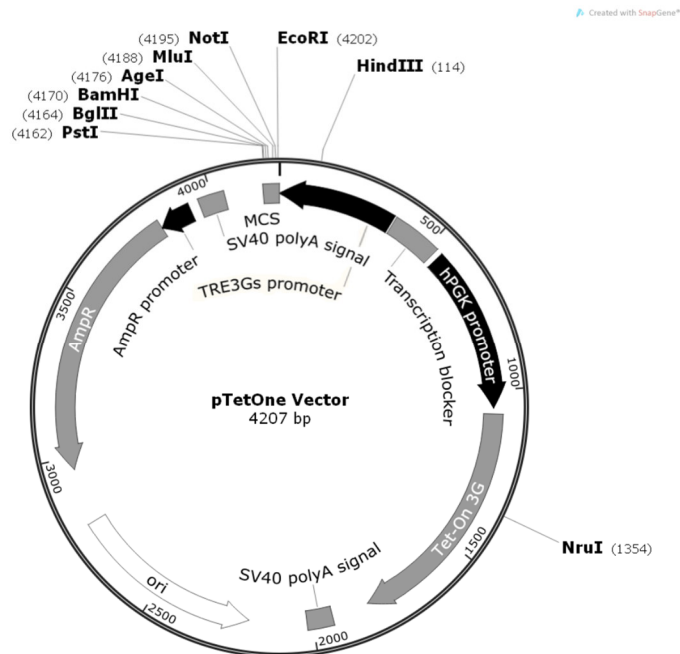 Created with SnapGene®
(4195) NotI
EcoRI (4202)
(4188) MluI
HindIII (114)
(4176) AgeI
(4170) BamHI
(4164) BglII
(4162) PstI
4000
500
MCS
SV40 polyA signal
TRE3Gs promoter
AmpR promoter
Transcription blocker
hPGK promoter
3500
AmpR
1000
pTetOne Vector
4207 bp
3000
Tet-On 3G
1500
NruI (1354)
SV40 polyA signal
ori
2500
2000